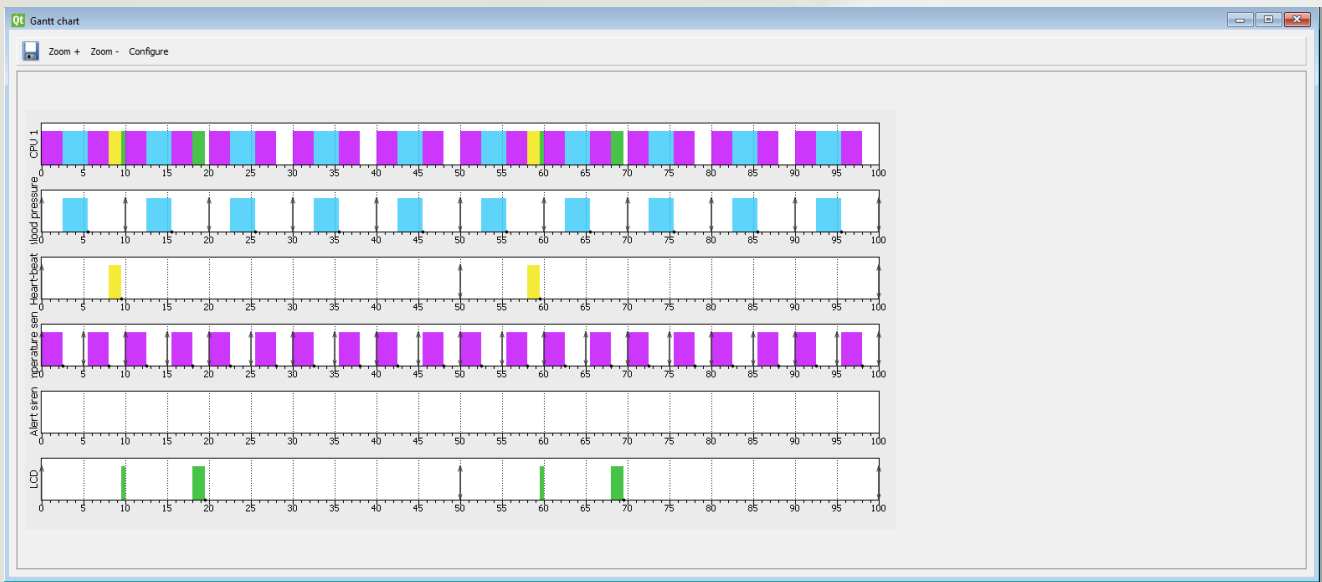 Qt Gantt chart
Zoom + Zoom - Configure
CPU 1
0 5 10 15 20 25 30 35 40 45 50 55 60 65 70 75 80 85 90 95 100
lood pressure
0 5 10 15 20 25 30 35 40 45 50 55 60 65 70 75 80 85 90 95 100
Heart-beat
0 5 10 15 20 25 30 35 40 45 50 55 60 65 70 75 80 85 90 95 100
perature sen
0 5 10 15 20 25 30 35 40 45 50 55 60 65 70 75 80 85 90 95 100
Alert siren
0 5 10 15 20 25 30 35 40 45 50 55 60 65 70 75 80 85 90 95 100
LCD
0 5 10 15 20 25 30 35 40 45 50 55 60 65 70 75 80 85 90 95 100